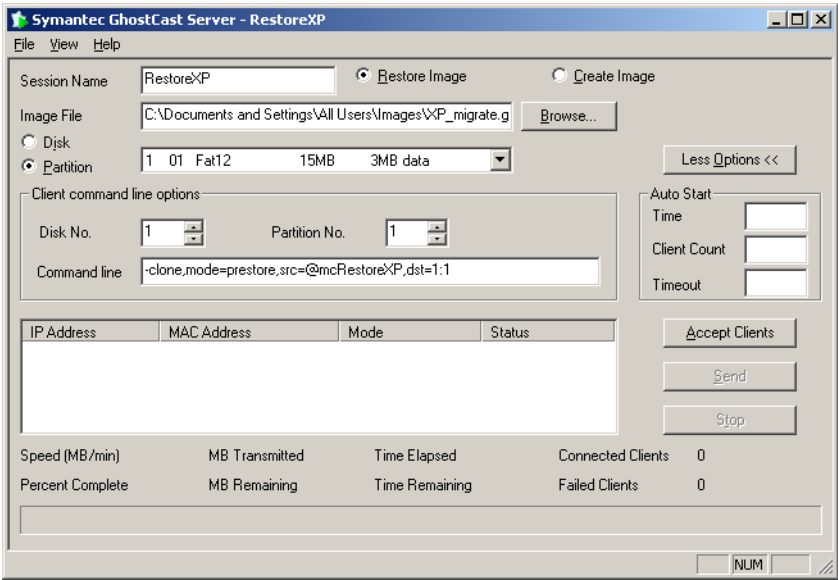 Symantec GhostCast Server - RestoreXP
File View Help
Session Name RestoreXP Restore Image Create Image
Image File C:\Documents and Settings\All Users\Images\XP_migrate.g Browse...
Disk
Partition 1 01 Fat12 15MB 3MB data Less Options <<
Client command line options Auto Start
Time
Disk No. 1 Partition No. 1
Client Count
Command line -clone,mode=prestore,src=@mcRestoreXP,dst=1:1
Timeout
IP Address MAC Address Mode Status
Accept Clients
Send
Stop
Speed (MB/min) MB Transmitted Time Elapsed Connected Clients 0
Percent Complete MB Remaining Time Remaining Failed Clients 0
NUM